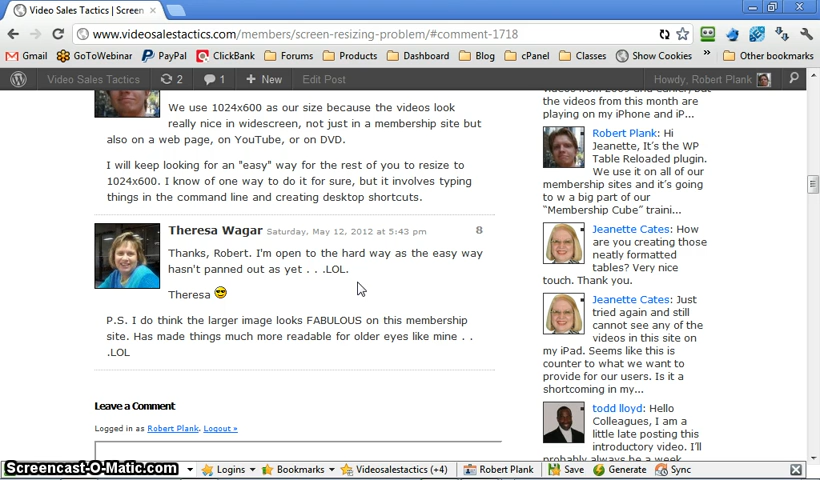 Video Sales Tactics | Screen
www.videosalestactics.com/members/screen-resizing-problem/#comment-1718
Gmail GoToWebinar PayPal ClickBank Forums Products Dashboard Blog cPanel Classes Show Cookies » Other bookmarks
Video Sales Tactics 2 1 + New Edit Post Howdy, Robert Plank
We use 1024x600 as our size because the videos look
really nice in widescreen, not just in a membership site but
also on a web page, on YouTube, or on DVD.
I will keep looking for an "easy" way for the rest of you to resize to
1024x600. I know of one way to do it for sure, but it involves typing
things in the command line and creating desktop shortcuts.
Theresa Wagar Saturday, May 12, 2012 at 5:43 pm 8
Thanks, Robert. I'm open to the hard way as the easy way
hasn't panned out as yet . . .LOL.
Theresa
P.S. I do think the larger image looks FABULOUS on this membership
site. Has made things much more readable for older eyes like mine . .
.LOL
Leave a Comment
Logged in as Robert Plank. Logout »
videos from 2009 and earlier, but
the videos from this month are
playing on my iPhone and iP...
Robert Plank: Hi
Jeanette, It's the WP
Table Reloaded plugin.
We use it on all of our
membership sites and it's going
to w a big part of our
"Membership Cube" traini...
Jeanette Cates: How
are you creating those
neatly formatted
tables? Very nice
touch. Thank you.
Jeanette Cates: Just
tried again and still
cannot see any of the
videos in this site on
my iPad. Seems like this is
counter to what we want to
provide for our users. Is it a
shortcoming in my...
todd lloyd: Hello
Colleagues, I am a
little late posting this
introductory video. I'll
probably always be a week
Screencast-O-Matic.com Logins Bookmarks Videosalestactics (+4) Robert Plank Save Generate Sync